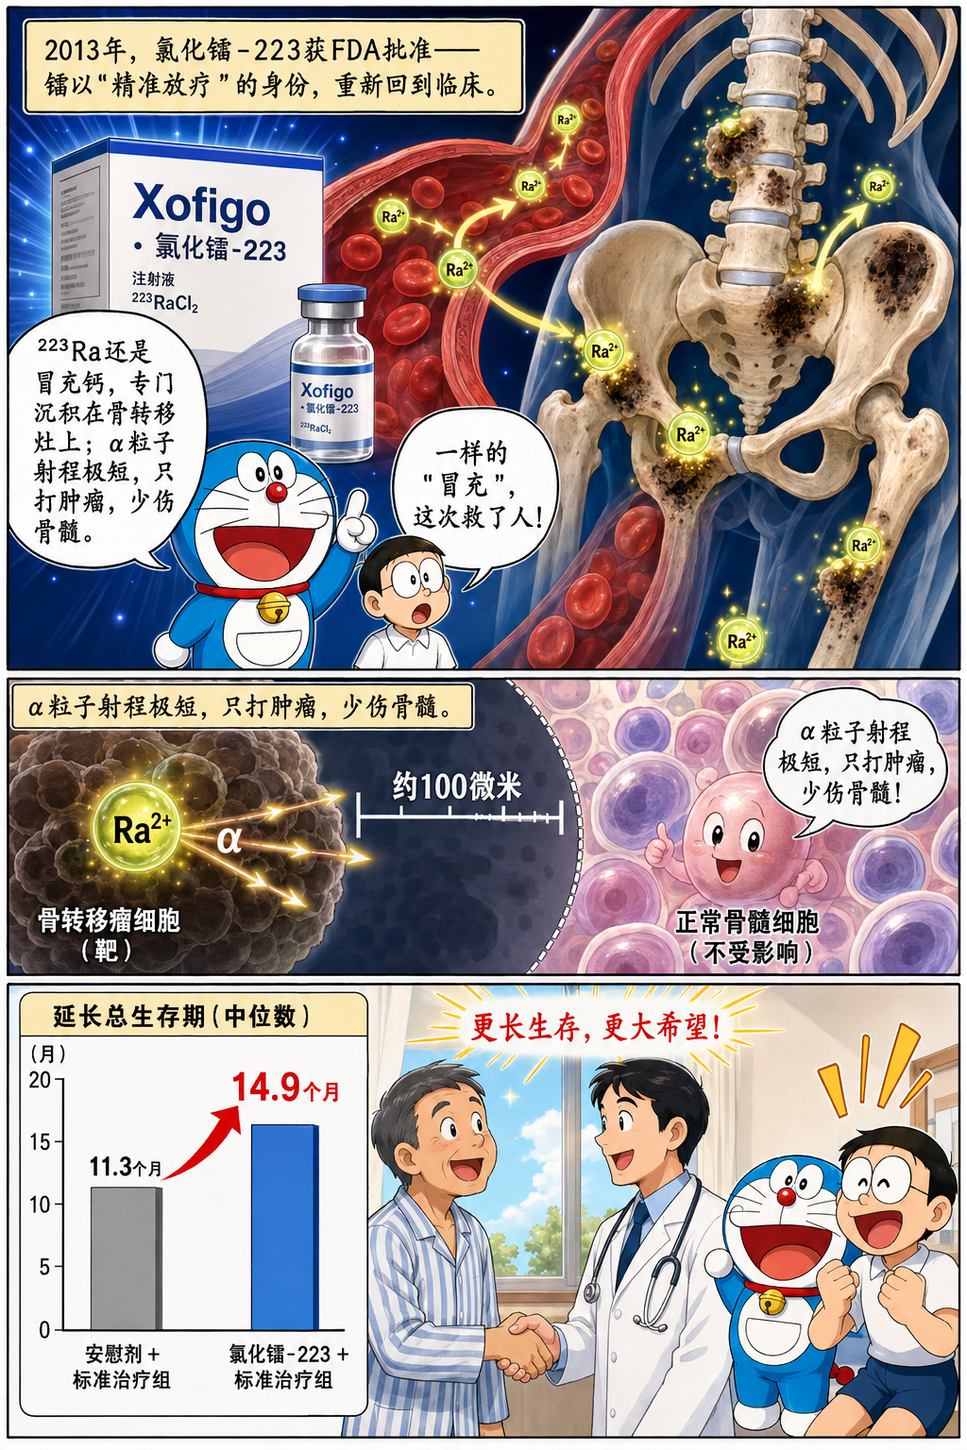 2013年，氯化镭-223获FDA批准——
镭以“精准放疗”的身份，重新回到临床。
Xofigo
·氯化镭-223
注射液
²²³RaCl₂
Xofigo
·氯化镭-223
²²³RaCl₂
Ra²⁺
Ra²⁺
Ra²⁺
Ra²⁺
Ra²⁺
Ra²⁺
Ra²⁺
Ra²⁺
Ra²⁺
²²³Ra还是
冒充钙，专门
沉积在骨转移
灶上；α粒子
射程极短，只
打肿瘤，少伤
骨髓。
一样的
“冒充”，
这次救了人！
α粒子射程极短，只打肿瘤，少伤骨髓。
Ra²⁺
α
约100微米
骨转移瘤细胞
（靶）
α粒子射程
极短，只打肿瘤，
少伤骨髓！
正常骨髓细胞
（不受影响）
延长总生存期（中位数）
（月）
20
15
10
5
0
11.3个月
14.9个月
安慰剂+
标准治疗组
氯化镭-223+
标准治疗组
更长生存，更大希望！